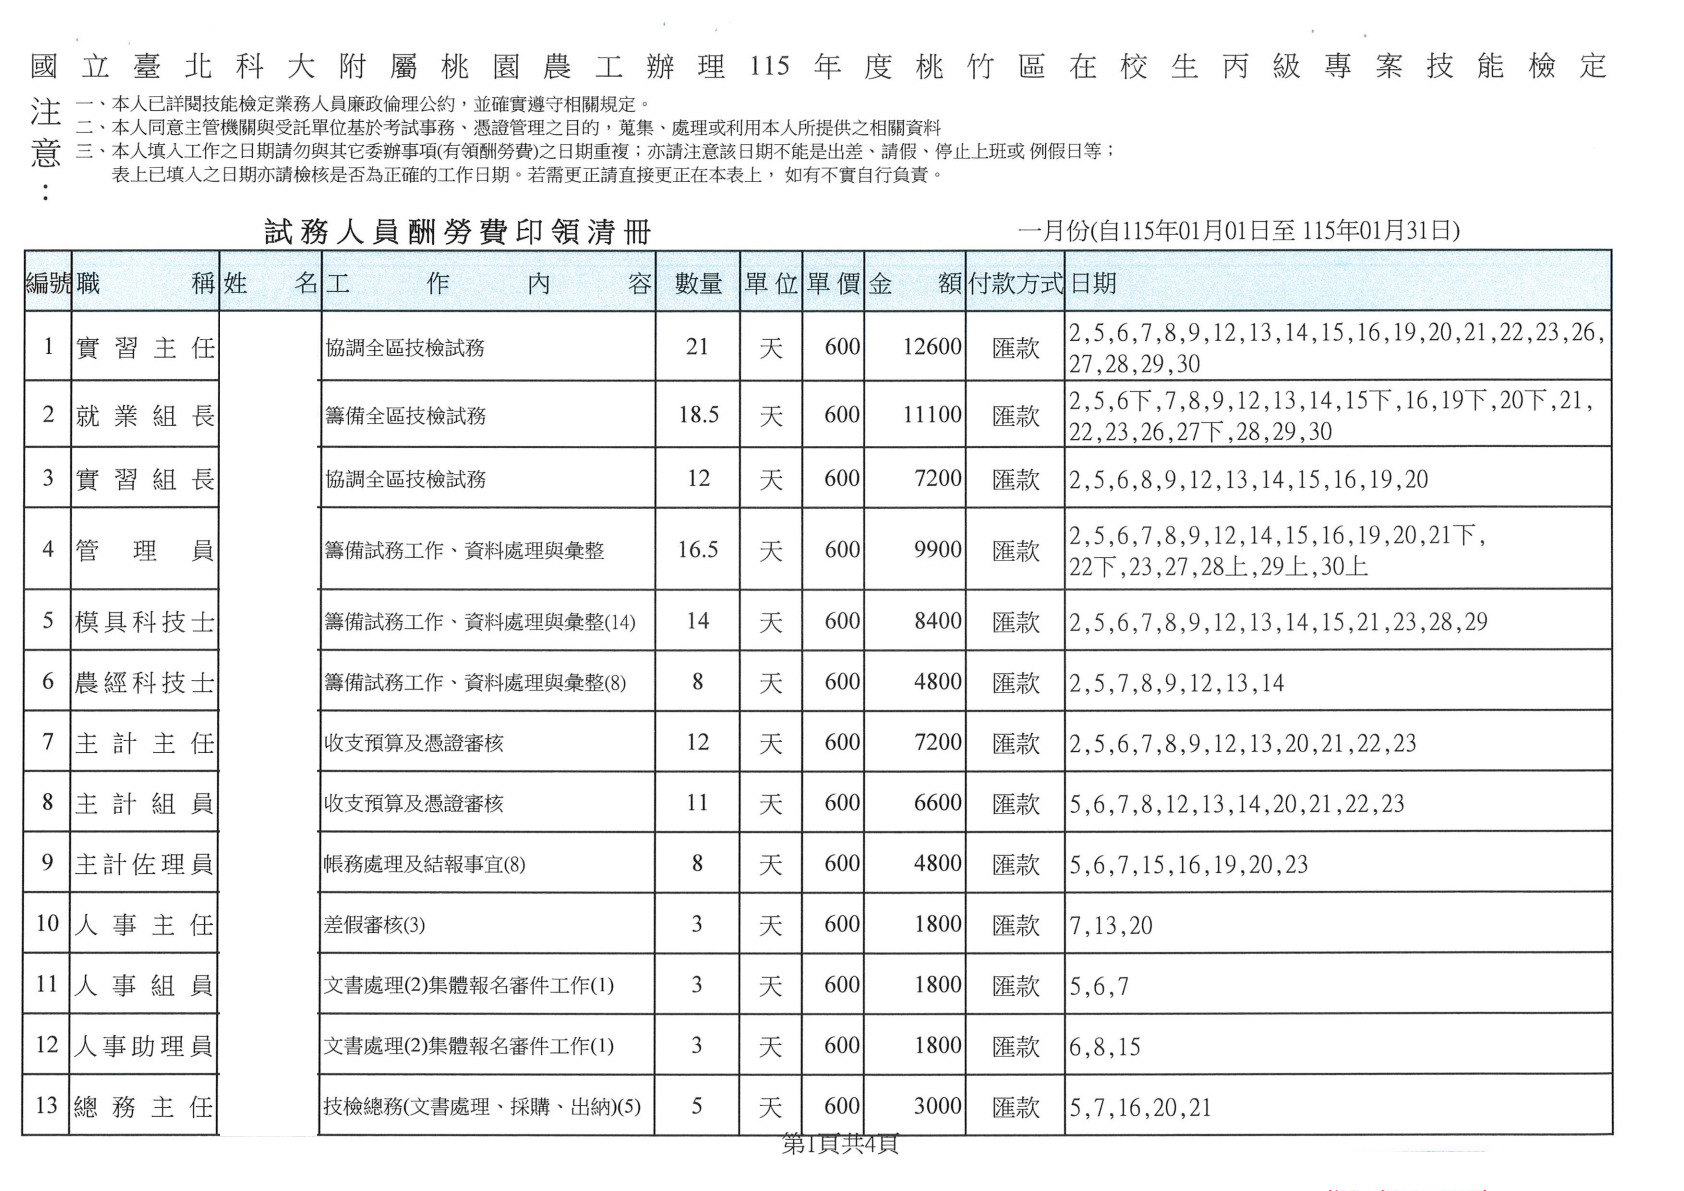 國立臺北科大附屬桃園農工辦理115年度桃竹區在校生丙級專案技能檢定
注意：
一、本人已詳閱技能檢定業務人員廉政倫理公約，並確實遵守相關規定。
二、本人同意主管機關與受託單位基於考試事務、憑證管理之目的，蒐集、處理或利用本人所提供之相關資料
三、本人填入工作之日期請勿與其它委辦事項(有領酬勞費)之日期重複；亦請注意該日期不能是出差、請假、停止上班或 例假日等；
表上已填入之日期亦請檢核是否為正確的工作日期。若需更正請直接更正在本表上， 如有不實自行負責。
試務人員酬勞費印領清冊 一月份(自115年01月01日至 115年01月31日)
編號 職稱 姓名 工作內容 數量 單位 單價 金額 付款方式 日期
1 實習主任 協調全區技檢試務 21 天 600 12600 匯款 2,5,6,7,8,9,12,13,14,15,16,19,20,21,22,23,26,
27,28,29,30
2 就業組長 籌備全區技檢試務 18.5 天 600 11100 匯款 2,5,6下,7,8,9,12,13,14,15下,16,19下,20下,21,
22,23,26,27下,28,29,30
3 實習組長 協調全區技檢試務 12 天 600 7200 匯款 2,5,6,8,9,12,13,14,15,16,19,20
4 管理員 籌備試務工作、資料處理與彙整 16.5 天 600 9900 匯款 2,5,6,7,8,9,12,14,15,16,19,20,21下,
22下,23,27,28上,29上,30上
5 模具科技士 籌備試務工作、資料處理與彙整(14) 14 天 600 8400 匯款 2,5,6,7,8,9,12,13,14,15,21,23,28,29
6 農經科技士 籌備試務工作、資料處理與彙整(8) 8 天 600 4800 匯款 2,5,7,8,9,12,13,14
7 主計主任 收支預算及憑證審核 12 天 600 7200 匯款 2,5,6,7,8,9,12,13,20,21,22,23
8 主計組員 收支預算及憑證審核 11 天 600 6600 匯款 5,6,7,8,12,13,14,20,21,22,23
9 主計佐理員 帳務處理及結報事宜(8) 8 天 600 4800 匯款 5,6,7,15,16,19,20,23
10 人事主任 差假審核(3) 3 天 600 1800 匯款 7,13,20
11 人事組員 文書處理(2)集體報名審件工作(1) 3 天 600 1800 匯款 5,6,7
12 人事助理員 文書處理(2)集體報名審件工作(1) 3 天 600 1800 匯款 6,8,15
13 總務主任 技檢總務(文書處理、採購、出納)(5) 5 天 600 3000 匯款 5,7,16,20,21
第1頁共4頁